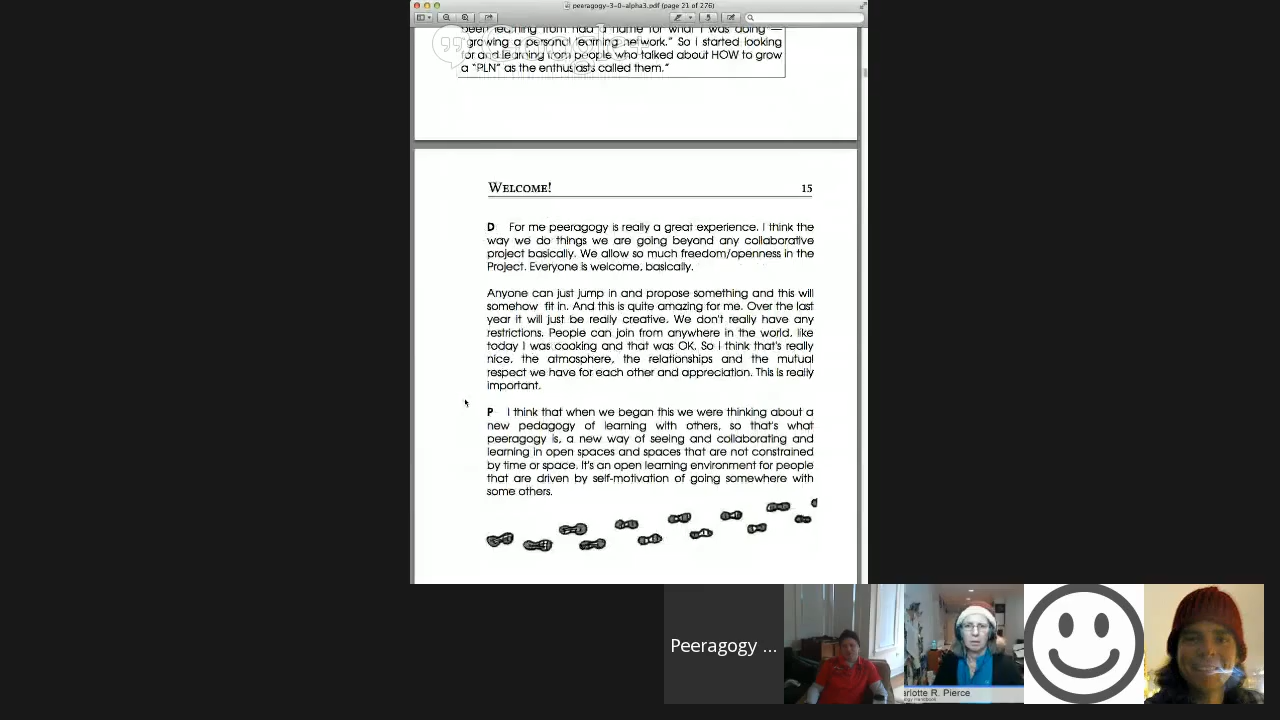 peeragogy-3-0-alpha3.pdf (page 21 of 276)
been learning from had a name for what I was doing —
"growing a personal learning network." So I started looking
for and learning from people who talked about HOW to grow
a "PLN" as the enthusiasts called them."
Google+
WELCOME! 15
D For me peeragogy is really a great experience. I think the
way we do things we are going beyond any collaborative
project basically. We allow so much freedom/openness in the
Project. Everyone is welcome, basically.
Anyone can just jump in and propose something and this will
somehow fit in. And this is quite amazing for me. Over the last
year it will just be really creative. We don't really have any
restrictions. People can join from anywhere in the world, like
today I was cooking and that was OK. So I think that's really
nice, the atmosphere, the relationships and the mutual
respect we have for each other and appreciation. This is really
important.
P I think that when we began this we were thinking about a
new pedagogy of learning with others, so that's what
peeragogy is, a new way of seeing and collaborating and
learning in open spaces and spaces that are not constrained
by time or space. It's an open learning environment for people
that are driven by self-motivation of going somewhere with
some others.
Peeragogy ...
arlotte R. Pierce